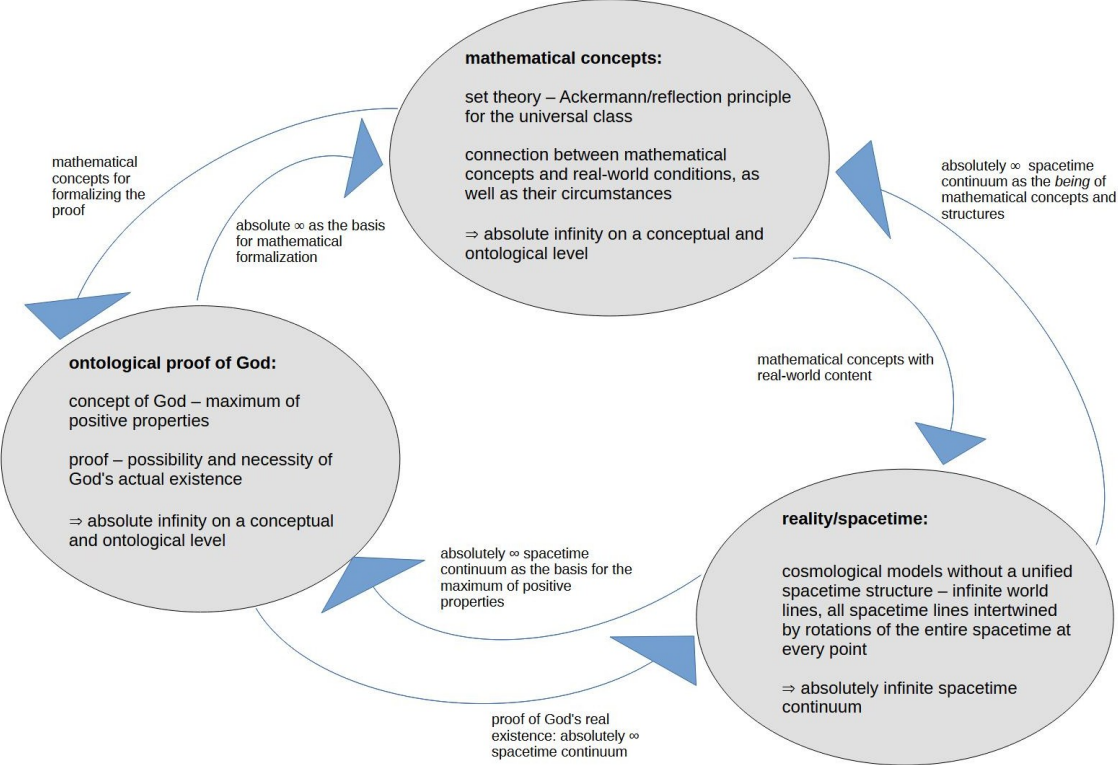 mathematical concepts:
set theory – Ackermann/reflection principle
for the universal class
connection between mathematical
concepts and real-world conditions, as
well as their circumstances
⇒ absolute infinity on a conceptual and
ontological level
mathematical
concepts for
formalizing the
proof
absolute ∞ as the basis
for mathematical
formalization
absolutely ∞ spacetime
continuum as the being of
mathematical concepts and
structures
mathematical concepts with
real-world content
ontological proof of God:
concept of God – maximum of
positive properties
proof – possibility and necessity of
God's actual existence
⇒ absolute infinity on a conceptual
and ontological level
absolutely ∞ spacetime
continuum as the basis for the
maximum of positive
properties
reality/spacetime:
cosmological models without a unified
spacetime structure – infinite world
lines, all spacetime lines intertwined
by rotations of the entire spacetime at
every point
⇒ absolutely infinite spacetime
continuum
proof of God's real
existence: absolutely ∞
spacetime continuum